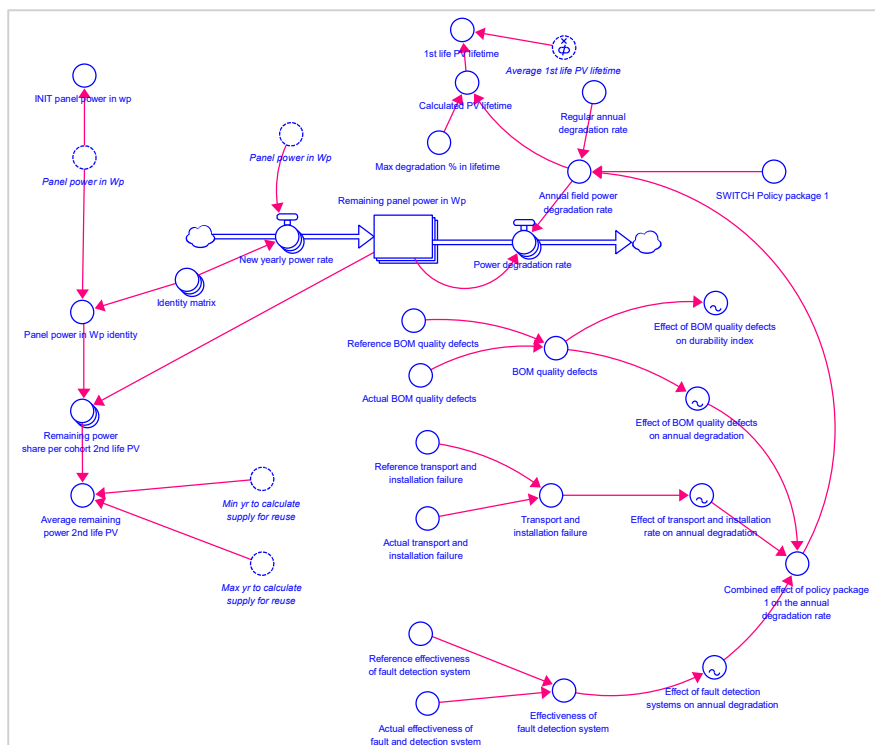 1st life PV lifetime
Average 1st life PV lifetime
INIT panel power in wp
Calculated PV lifetime
Regular annual
degradation rate
Panel power in Wp
Max degradation % in lifetime
Panel power in Wp
Annual field power
degradation rate
SWITCH Policy package 1
Remaining panel power in Wp
New yearly power rate
Power degradation rate
Identity matrix
Panel power in Wp identity
Reference BOM quality defects
Effect of BOM quality defects
on durability index
BOM quality defects
Actual BOM quality defects
Effect of BOM quality defects
on annual degradation
Remaining power
share per cohort 2nd life PV
Reference transport and
installation failure
Min yr to calculate
supply for reuse
Average remaining
power 2nd life PV
Transport and
installation failure
Effect of transport and installation
rate on annual degradation
Actual transport and
installation failure
Max yr to calculate
supply for reuse
Combined effect of policy package
1 on the annual
degradation rate
Reference effectiveness
of fault detection system
Effectiveness of
fault detection system
Effect of fault detection
systems on annual degradation
Actual effectiveness of
fault and detection system